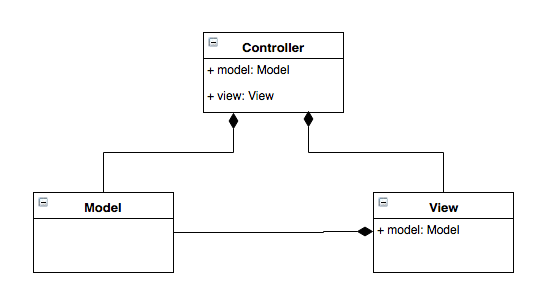 Controller
+ model: Model
+ view: View
Model
View
+ model: Model